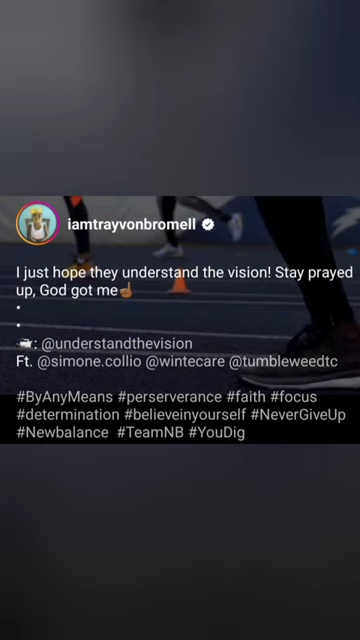 iamtrayvonbromell
I just hope they understand the vision! Stay prayed
up, God got me☝🏽
•
•
📹: @understandthevision
Ft. @simone.collio @wintecare @tumbleweedtc
#ByAnyMeans #perserverance #faith #focus
#determination #believeinyourself #NeverGiveUp
#Newbalance #TeamNB #YouDig